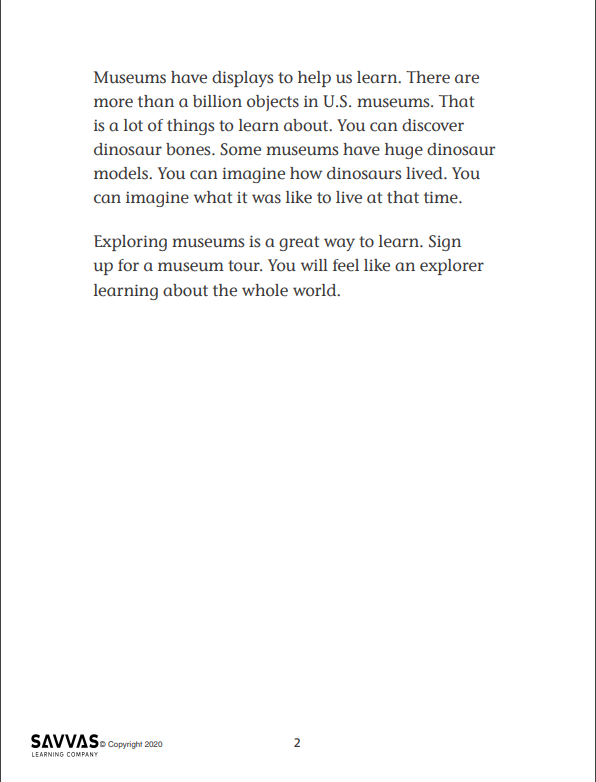 Museums have displays to help us learn. There are
more than a billion objects in U.S. museums. That
is a lot of things to learn about. You can discover
dinosaur bones. Some museums have huge dinosaur
models. You can imagine how dinosaurs lived. You
can imagine what it was like to live at that time.
Exploring museums is a great way to learn. Sign
up for a museum tour. You will feel like an explorer
learning about the whole world.
SAVVAS © Copyright 2020
LEARNING COMPANY
2